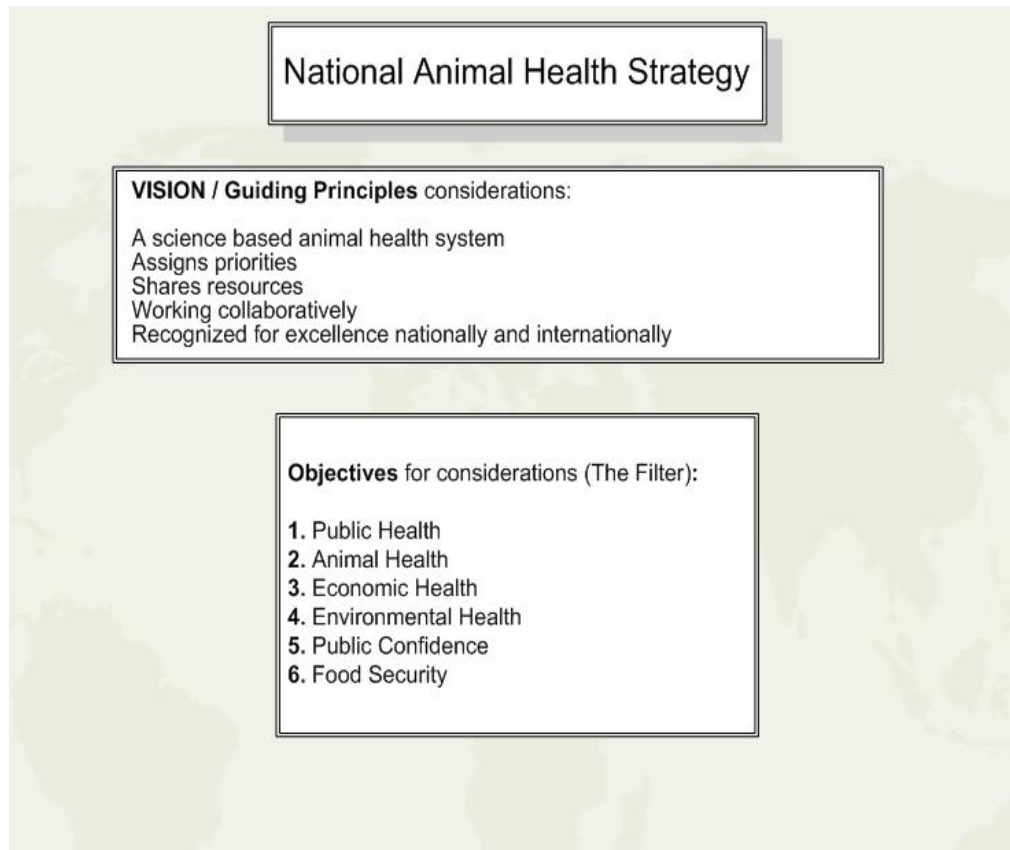 National Animal Health Strategy
VISION / Guiding Principles considerations:
A science based animal health system
Assigns priorities
Shares resources
Working collaboratively
Recognized for excellence nationally and internationally
Objectives for considerations (The Filter):
1. Public Health
2. Animal Health
3. Economic Health
4. Environmental Health
5. Public Confidence
6. Food Security